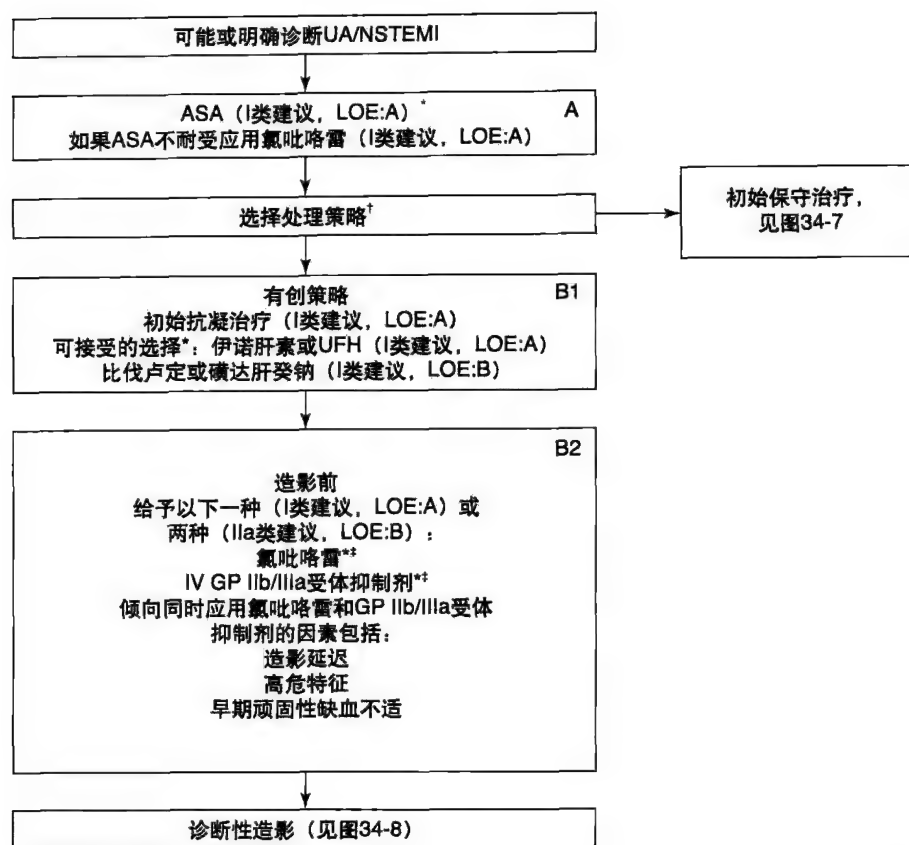 可能或明确诊断UA/NSTEMI
ASA（I类建议，LOE:A）*
A
如果ASA不耐受应用氯吡咯雷（I类建议，LOE:A）
选择处理策略†
初始保守治疗，
见图34-7
有创策略
B1
初始抗凝治疗（I类建议，LOE:A）
可接受的选择*：伊诺肝素或UFH（I类建议，LOE:A）
比伐卢定或磺达肝癸钠（I类建议，LOE:B）
B2
造影前
给予以下一种（I类建议，LOE:A）或
两种（IIa类建议，LOE:B）：
氯吡咯雷*‡
IV GP IIb/IIIa受体抑制剂*‡
倾向同时应用氯吡咯雷和GP IIb/IIIa受体
抑制剂的因素包括：
造影延迟
高危特征
早期顽固性缺血不适
诊断性造影（见图34-8）